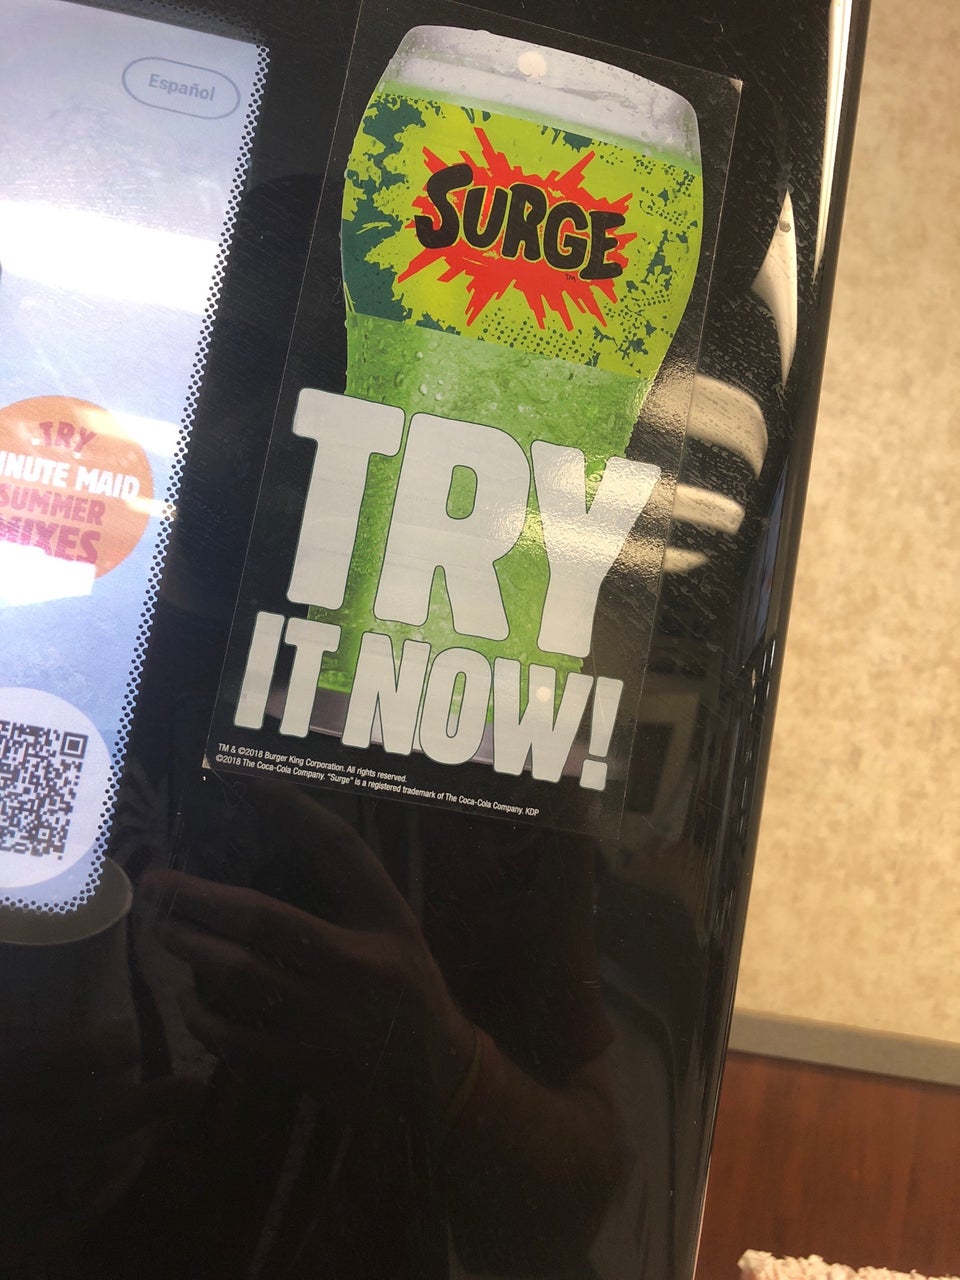 Español
TRY
INUTE MAID
SUMMER
MIXES
SURGE
TM
TRY
IT NOW!
TM & ©2018 Burger King Corporation. All rights reserved.
©2018 The Coca-Cola Company. "Surge" is a registered trademark of The Coca-Cola Company. KDP